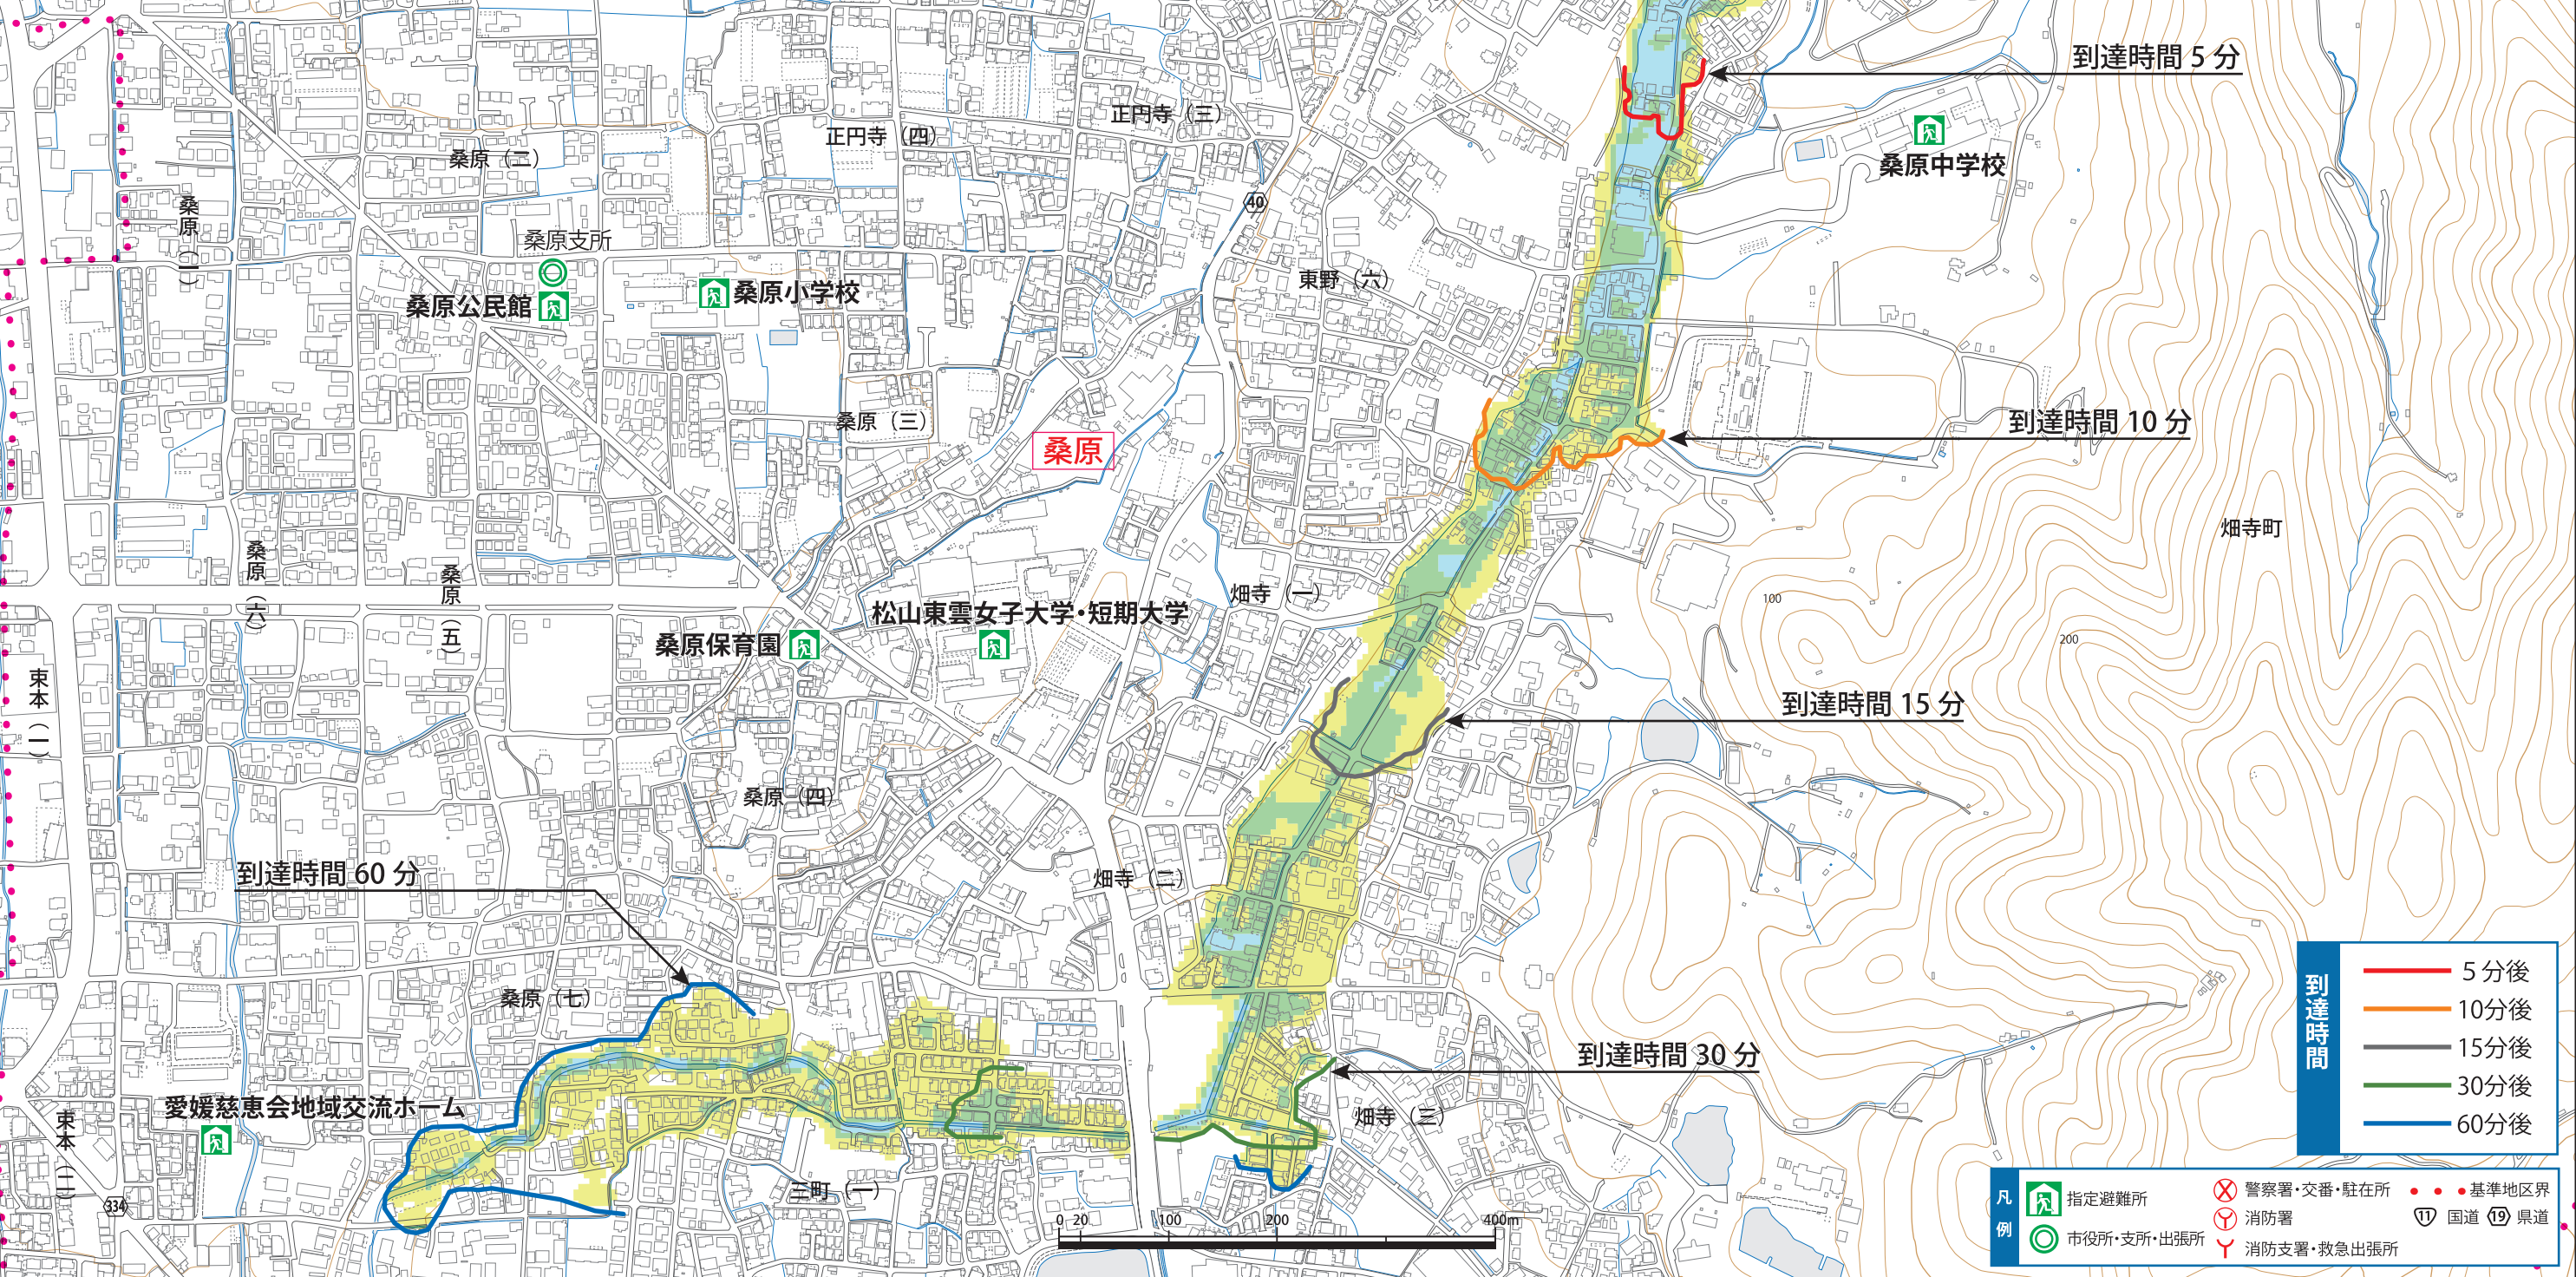 到達時間 5 分
桑原中学校
正円寺（三）
正円寺（四）
桑原（二）
桑原（一）
40
桑原支所
桑原公民館
桑原小学校
東野（六）
桑原（三）
桑原
到達時間 10 分
畑寺町
桑原（六）
桑原（五）
畑寺（一）
100
200
松山東雲女子大学・短期大学
桑原保育園
東本（一）
到達時間 15 分
桑原（四）
到達時間 60 分
畑寺（二）
桑原（七）
到達時間 30 分
愛媛慈恵会地域交流ホーム
畑寺（三）
東本（二）
334
三町（一）
0 20 100 200 400m
到達時間
5 分後
10分後
15分後
30分後
60分後
凡例
指定避難所
市役所・支所・出張所
警察署・交番・駐在所
消防署
消防支署・救急出張所
基準地区界
11 国道 19 県道